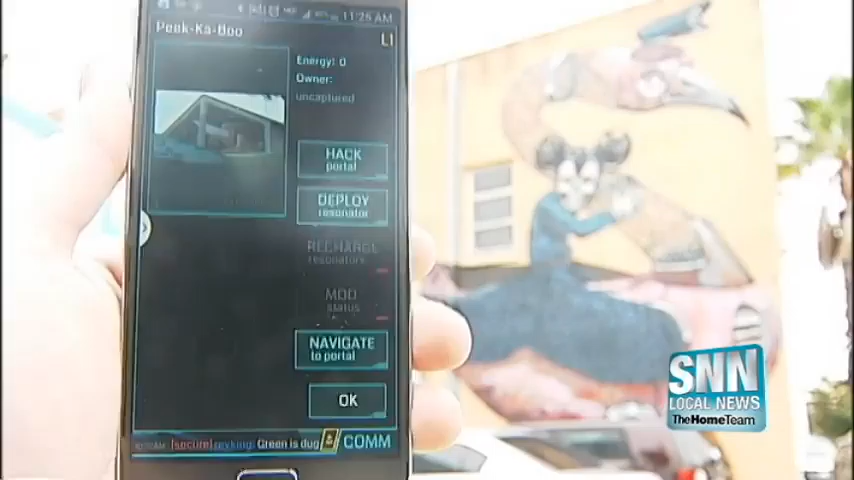 11:25 AM
Peek-Ka-Boo
L1
Energy: 0
Owner:
uncaptured
HACK
portal
DEPLOY
resonator
RECHARGE
resonators
MOD
status
NAVIGATE
to portal
OK
[secure]
Green is dug
COMM
SNN
LOCAL NEWS
TheHomeTeam